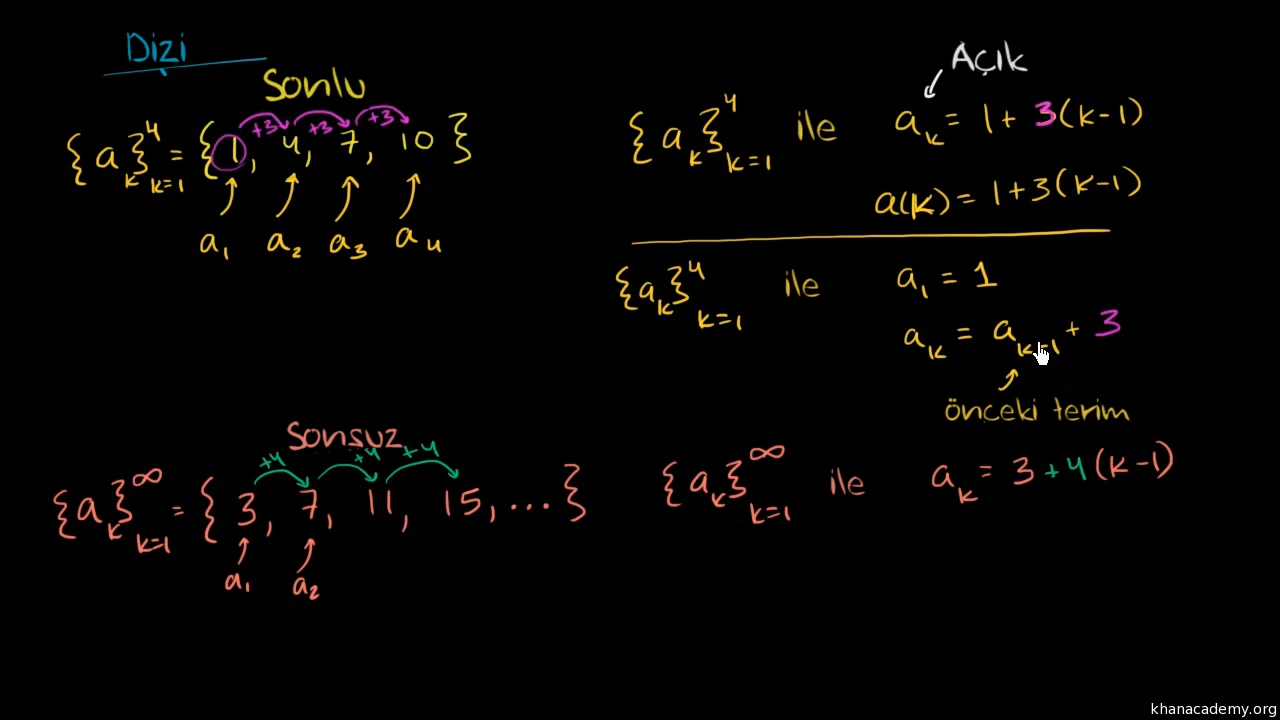 Dizi
Sonlu
{a_k}^4_{k=1} = {1, 4, 7, 10}
+3 +3 +3
a_1 a_2 a_3 a_4
Açık
{a_k}^4_{k=1} ile a_k = 1+3(k-1)
a(k) = 1+3(k-1)
{a_k}^4_{k=1} ile a_1 = 1
a_k = a_{k-1} + 3
önceki terim
Sonsuz
+4 +4 +4
{a_k}^∞_{k=1} = {3, 7, 11, 15, ...}
a_1 a_2
{a_k}^∞_{k=1} ile a_k = 3+4(k-1)
khanacademy.org